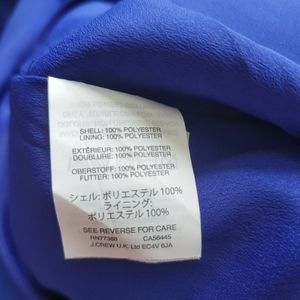 SHELL: 100% POLYESTER
LINING: 100% POLYESTER
EXTÉRIEUR: 100% POLYESTER
DOUBLURE: 100% POLYESTER
OBERSTOFF: 100% POLYESTER
FUTTER: 100% POLYESTER
シェル: ポリエステル 100%
ライニング:
ポリエステル 100%
SEE REVERSE FOR CARE
RN77388 CA56445
J.CREW U.K. Ltd EC4V 6JA